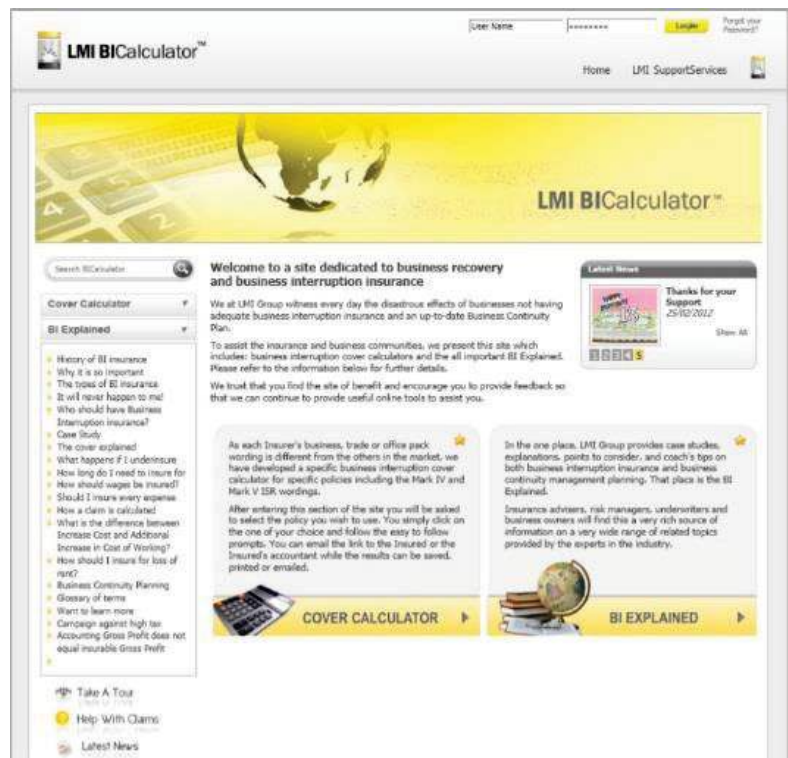 User Name
••••••••
Login
Forgot your
Password?
LMI BICalculator™
Home LMI SupportServices
LMI BICalculator™
Search BICalculator
Cover Calculator
BI Explained
History of BI insurance
Why it is so important
The types of BI insurance
It will never happen to me!
Who should have Business
Interruption insurance?
Case Study
The cover explained
What happens if I underinsure
How long do I need to insure for
How should wages be insured?
Should I insure every expense
How a claim is calculated
What is the difference between
Increase Cost and Additional
Increase in Cost of Working?
How should I insure for loss of
rent?
Business Continuity Planning
Glossary of terms
Want to learn more
Campaign against high tax
Accounting Gross Profit does not
equal insurable Gross Profit
Take A Tour
Help With Claims
Latest News
Welcome to a site dedicated to business recovery
and business interruption insurance
We at LMI Group witness every day the disastrous effects of businesses not having
adequate business interruption insurance and an up-to-date Business Continuity
Plan.
To assist the insurance and business communities, we present this site which
includes: business interruption cover calculators and the all important BI Explained.
Please refer to the information below for further details.
We trust that you find the site of benefit and encourage you to provide feedback so
that we can continue to provide useful online tools to assist you.
Latest News
Thanks for your
Support
25/02/2012
Show All
1 2 3 4 5
As each Insurer's business, trade or office pack
wording is different from the others in the market, we
have developed a specific business interruption cover
calculator for specific policies including the Mark IV and
Mark V ISR wordings.
After entering this section of the site you will be asked
to select the policy you wish to use. You simply click on
the one of your choice and follow the easy to follow
prompts. You can email the link to the Insured or the
Insured's accountant while the results can be saved,
printed or emailed.
COVER CALCULATOR
In the one place, LMI Group provides case studies,
explanations, points to consider, and coach's tips on
both business interruption insurance and business
continuity management planning. That place is the BI
Explained.
Insurance advisers, risk managers, underwriters and
business owners will find this a very rich source of
information on a very wide range of related topics
provided by the experts in the industry.
BI EXPLAINED